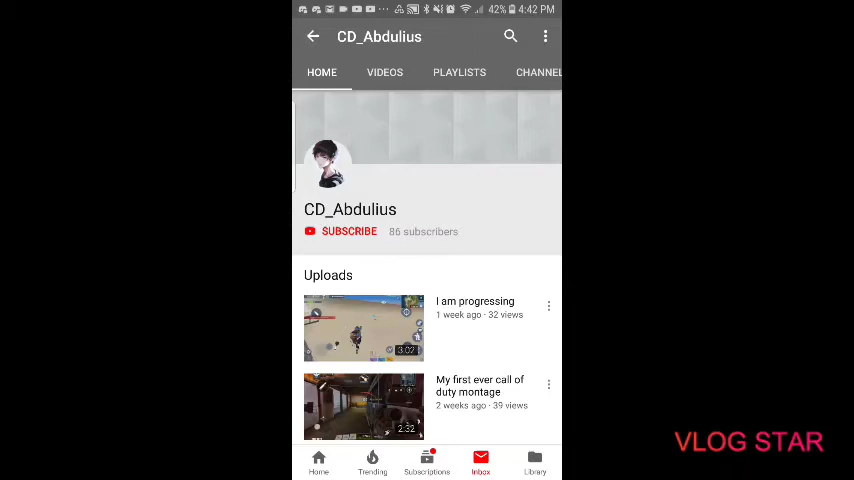 42% 4:42 PM
CD_Abdulius
HOME VIDEOS PLAYLISTS CHANNEL
CD_Abdulius
SUBSCRIBE 86 subscribers
Uploads
I am progressing
1 week ago · 32 views
3:02
My first ever call of
duty montage
2 weeks ago · 39 views
2:32
VLOG STAR
Home Trending Subscriptions Inbox Library